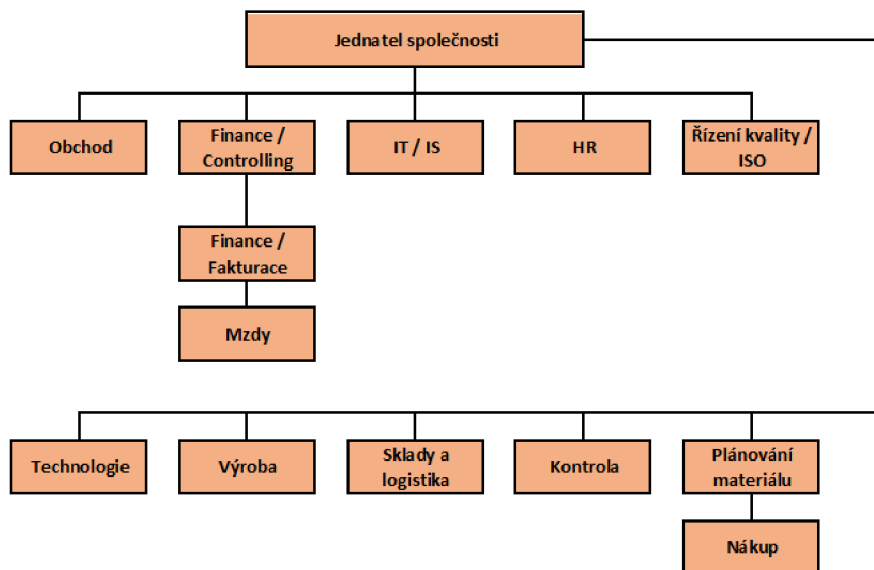 Jednatel společnosti
Obchod
Finance /
Controlling
IT / IS
HR
Řízení kvality /
ISO
Finance /
Fakturace
Mzdy
Technologie
Výroba
Sklady a
logistika
Kontrola
Plánování
materiálu
Nákup